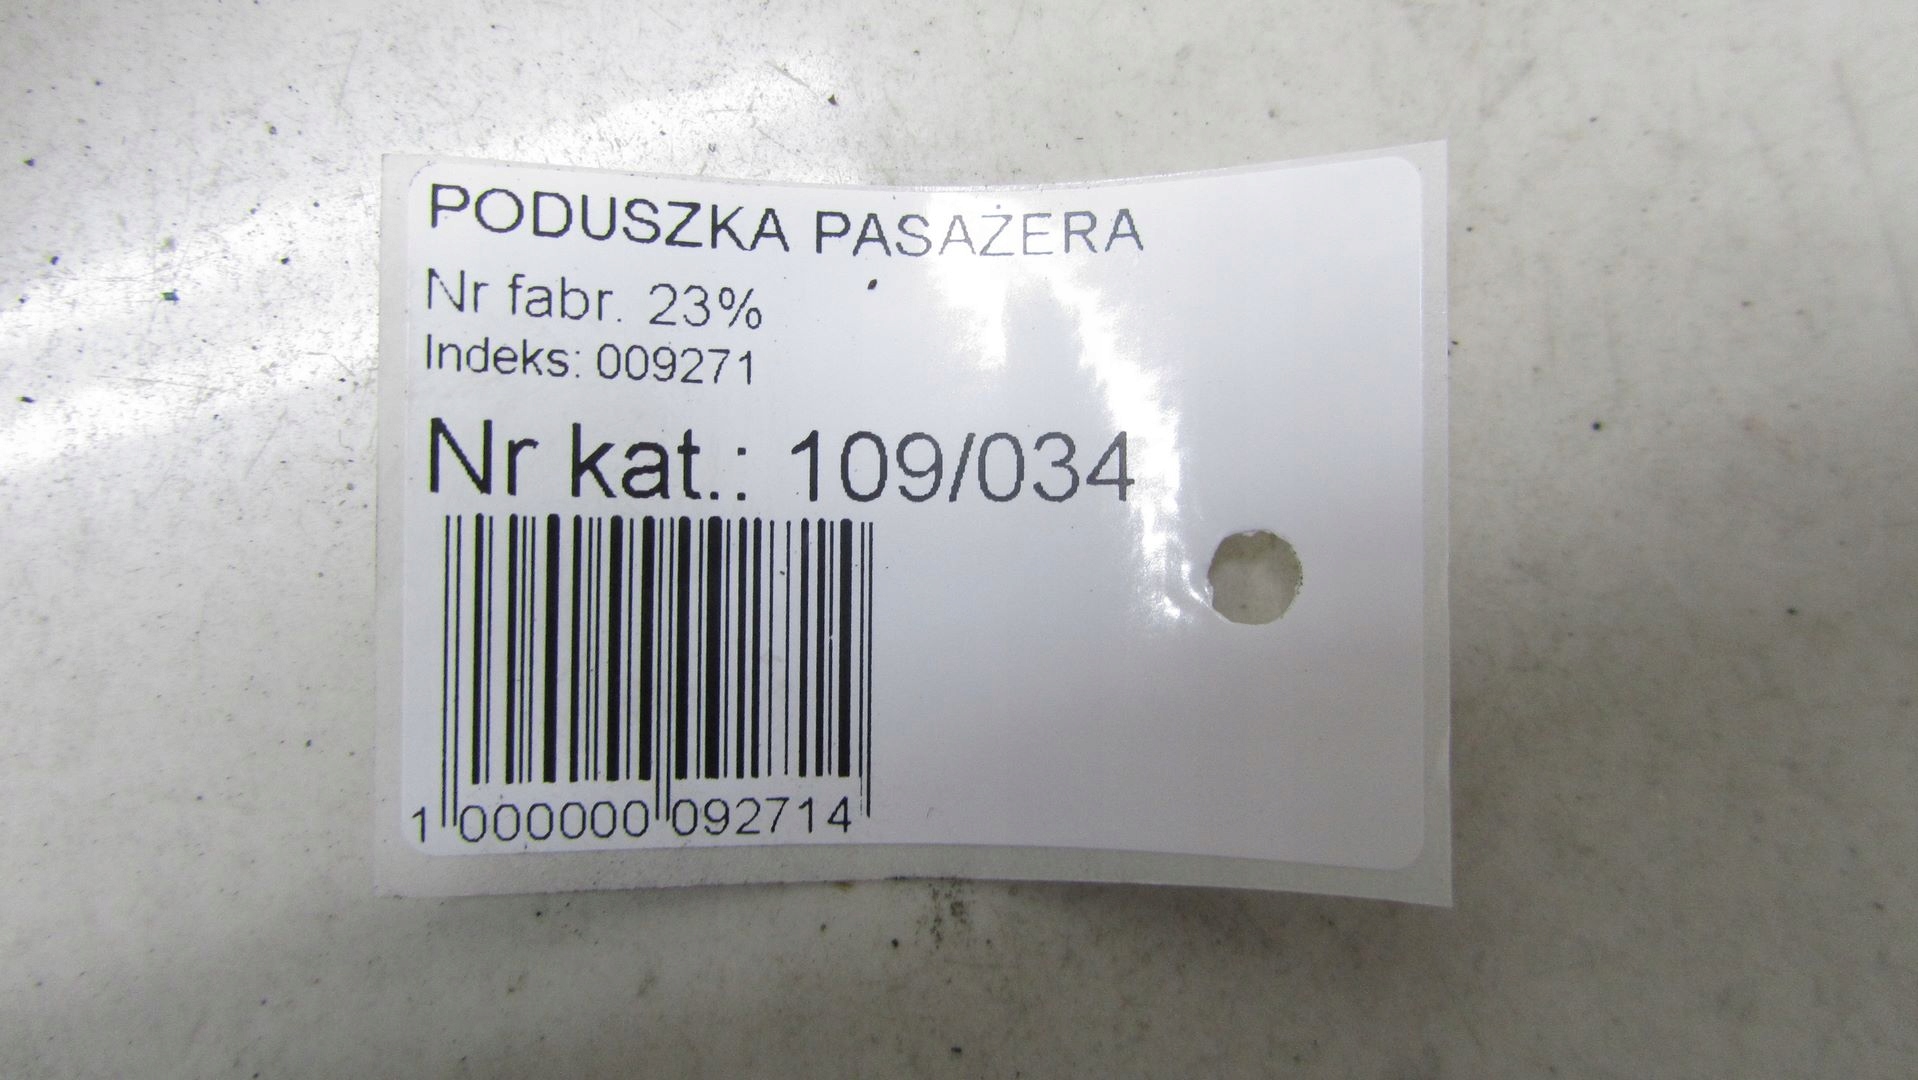 PODUSZKA PASAŻERA
Nr fabr. 23%
Indeks: 009271
Nr kat.: 109/034
1 000000 092714